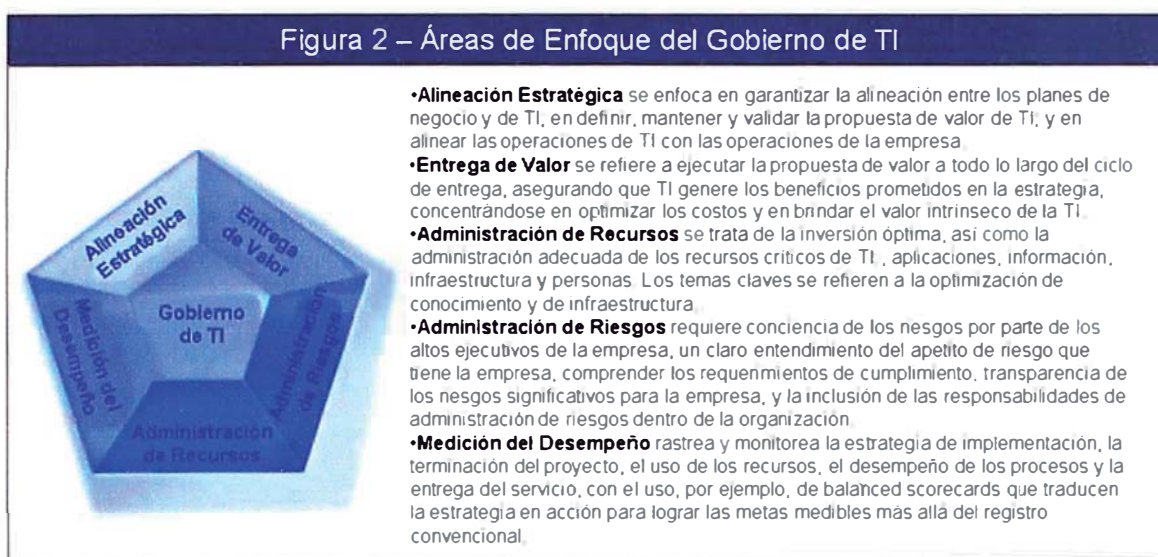 Figura 2 – Áreas de Enfoque del Gobierno de TI
Alineación
Estratégica
Entrega
de Valor
Medición del
Desempeño
Gobierno
de TI
Administración
de Riesgos
Administración
de Recursos
•Alineación Estratégica se enfoca en garantizar la alineación entre los planes de
negocio y de TI, en definir, mantener y validar la propuesta de valor de TI, y en
alinear las operaciones de TI con las operaciones de la empresa
•Entrega de Valor se refiere a ejecutar la propuesta de valor a todo lo largo del ciclo
de entrega, asegurando que TI genere los beneficios prometidos en la estrategia,
concentrándose en optimizar los costos y en brindar el valor intrínseco de la TI.
•Administración de Recursos se trata de la inversión óptima, así como la
administración adecuada de los recursos críticos de TI , aplicaciones, información,
infraestructura y personas. Los temas claves se refieren a la optimización de
conocimiento y de infraestructura.
•Administración de Riesgos requiere conciencia de los riesgos por parte de los
altos ejecutivos de la empresa, un claro entendimiento del apetito de riesgo que
tiene la empresa, comprender los requerimientos de cumplimiento, transparencia de
los riesgos significativos para la empresa, y la inclusión de las responsabilidades de
administración de riesgos dentro de la organización.
•Medición del Desempeño rastrea y monitorea la estrategia de implementación, la
terminación del proyecto, el uso de los recursos, el desempeño de los procesos y la
entrega del servicio, con el uso, por ejemplo, de balanced scorecards que traducen
la estrategia en acción para lograr las metas medibles más allá del registro
convencional.